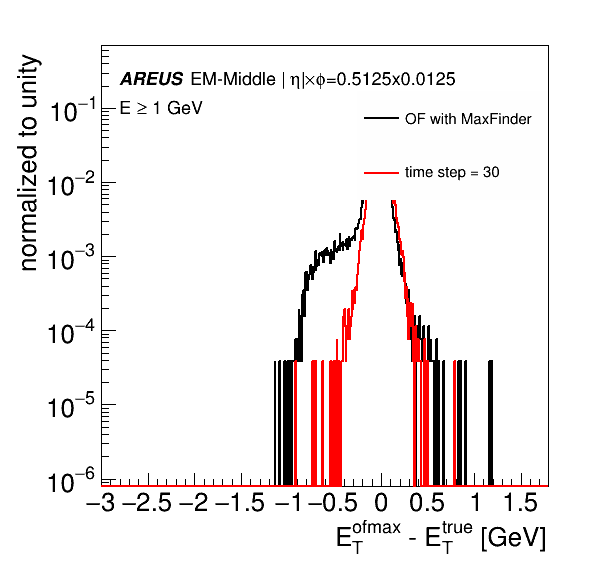 normalized to unity
AREUS EM-Middle | η|×ϕ=0.5125x0.0125
E ≥ 1 GeV
OF with MaxFinder
time step = 30
10⁻¹
10⁻²
10⁻³
10⁻⁴
10⁻⁵
10⁻⁶
−3 −2.5 −2 −1.5 −1 −0.5 0 0.5 1 1.5
E_T^ofmax - E_T^true [GeV]